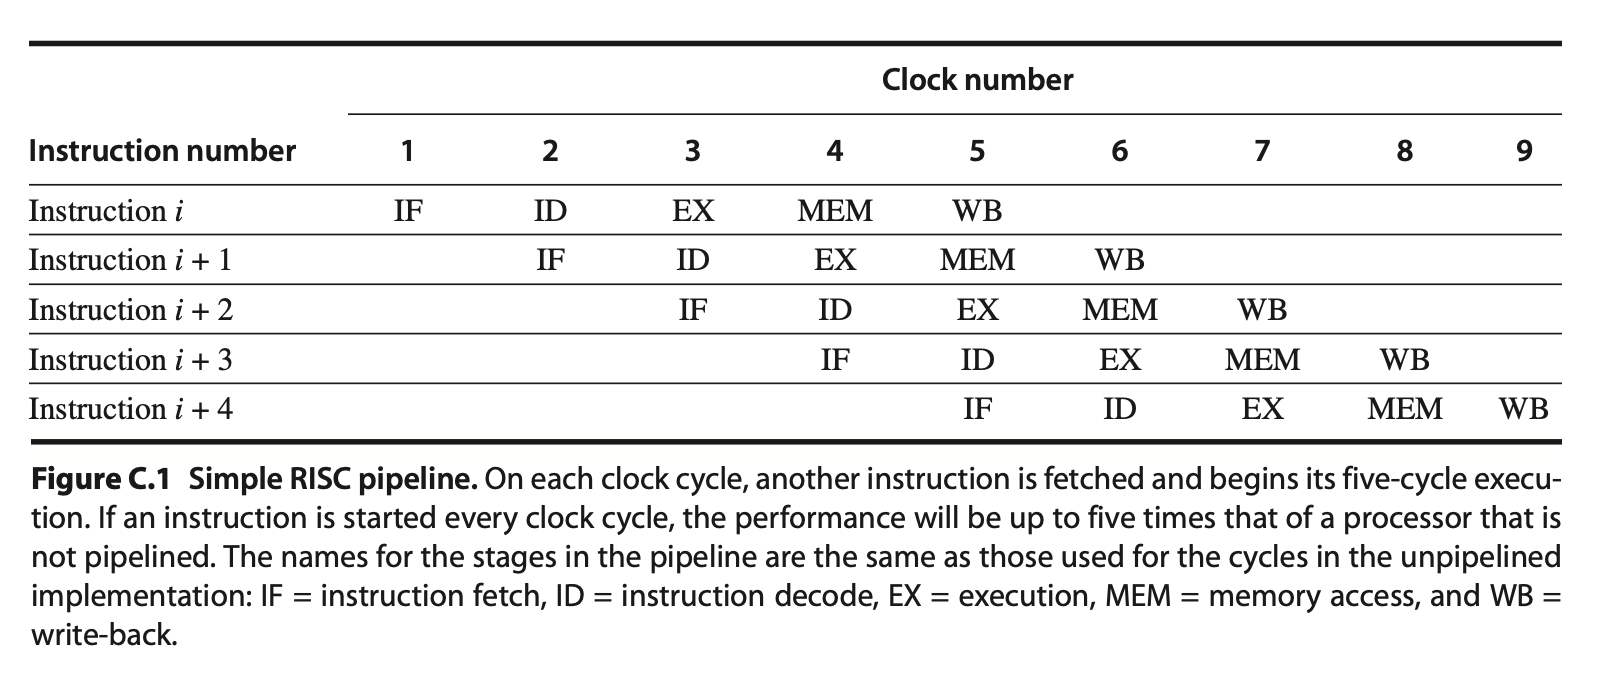 Clock number
Instruction number 1 2 3 4 5 6 7 8 9
Instruction i IF ID EX MEM WB
Instruction i + 1 IF ID EX MEM WB
Instruction i + 2 IF ID EX MEM WB
Instruction i + 3 IF ID EX MEM WB
Instruction i + 4 IF ID EX MEM WB
Figure C.1 Simple RISC pipeline. On each clock cycle, another instruction is fetched and begins its five-cycle execu-
tion. If an instruction is started every clock cycle, the performance will be up to five times that of a processor that is
not pipelined. The names for the stages in the pipeline are the same as those used for the cycles in the unpipelined
implementation: IF = instruction fetch, ID = instruction decode, EX = execution, MEM = memory access, and WB =
write-back.